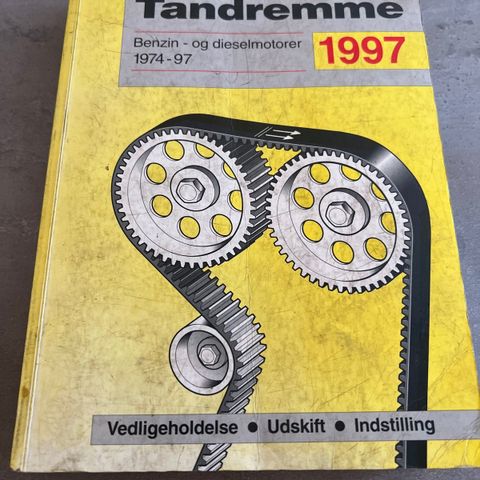 Tandremme
Benzin - og dieselmotorer
1974-97
1997
Vedligeholdelse ● Udskift ● Indstilling